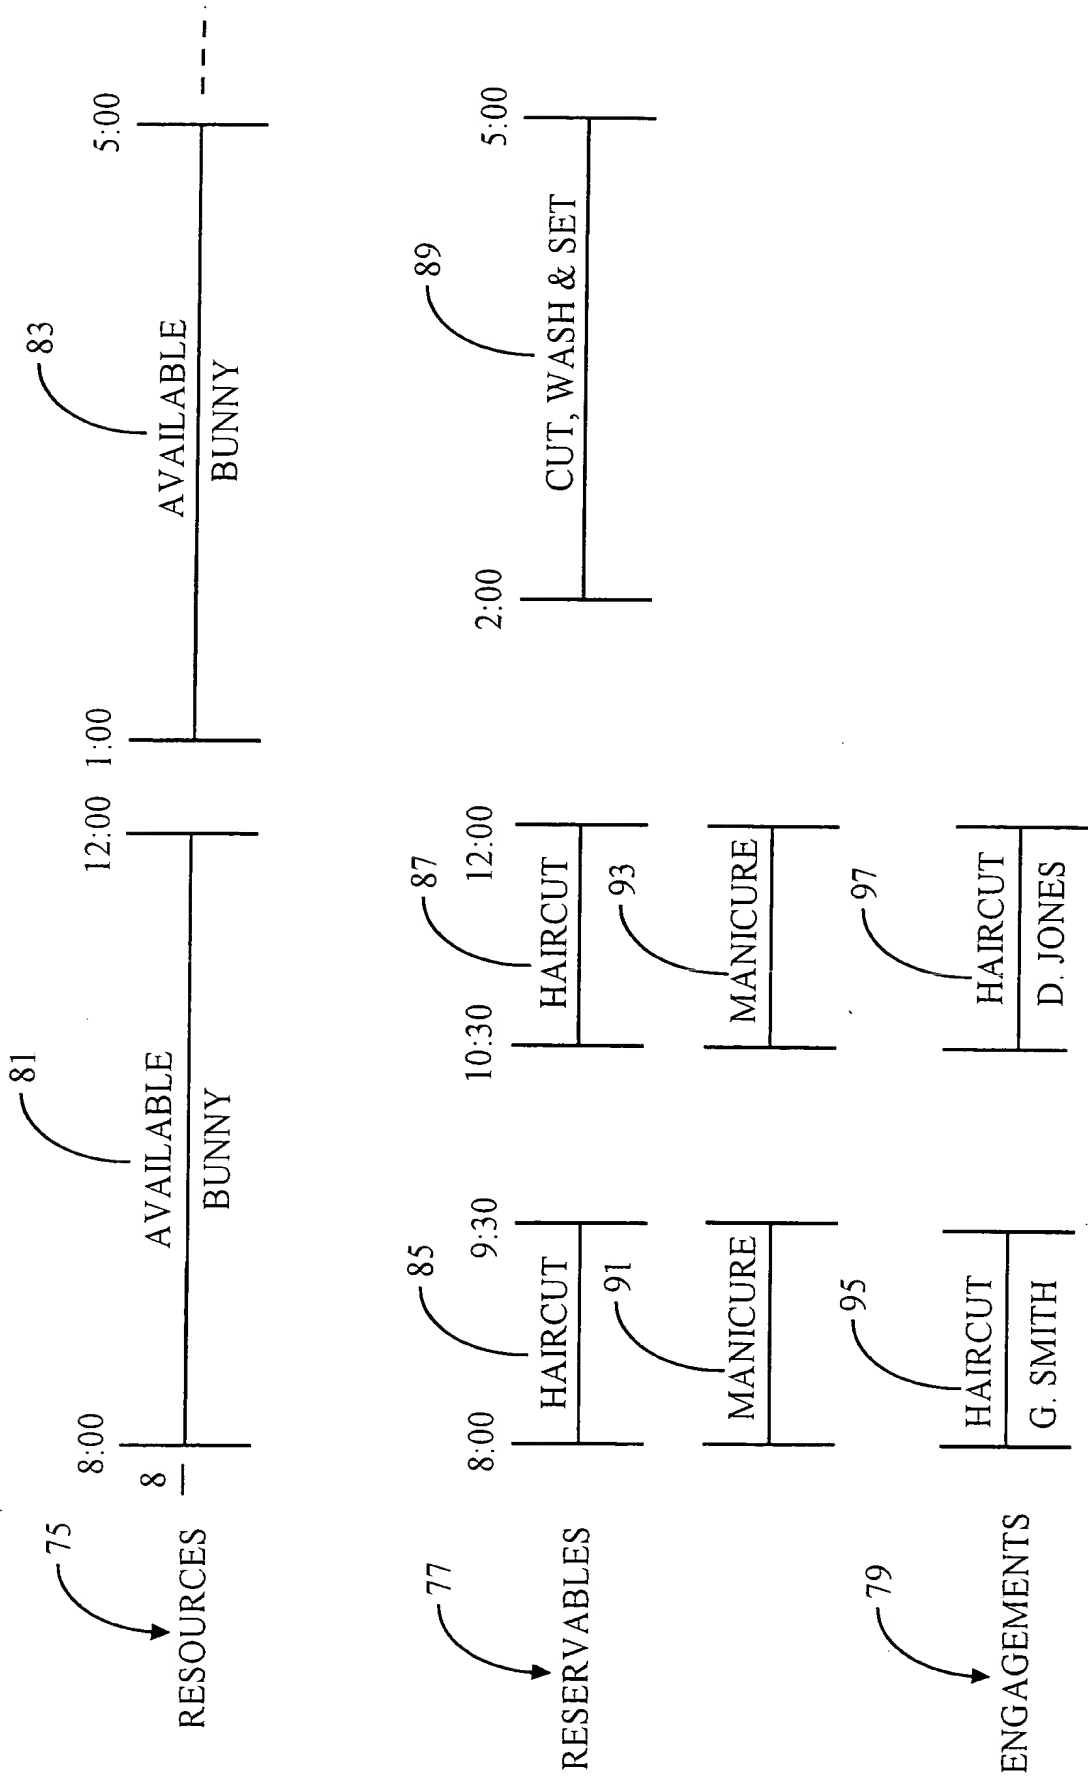 75
RESOURCES
8
8:00
81
AVAILABLE
BUNNY
12:00
1:00
83
AVAILABLE
BUNNY
5:00
77
RESERVABLES
8:00
85
HAIRCUT
9:30
10:30
87
HAIRCUT
12:00
2:00
89
CUT, WASH & SET
5:00
91
MANICURE
93
MANICURE
79
ENGAGEMENTS
95
HAIRCUT
G. SMITH
97
HAIRCUT
D. JONES